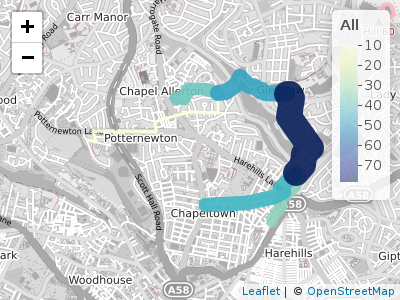 +
−
Carr Manor
All
10
20
30
40
50
60
70
Chapel Allerton
Potternewton La
Potternewton
Harehills La
Scott Hall Road
A58
58
Chapeltown
Harehills
Woodhouse
A58
Leaflet | © OpenStreetMap